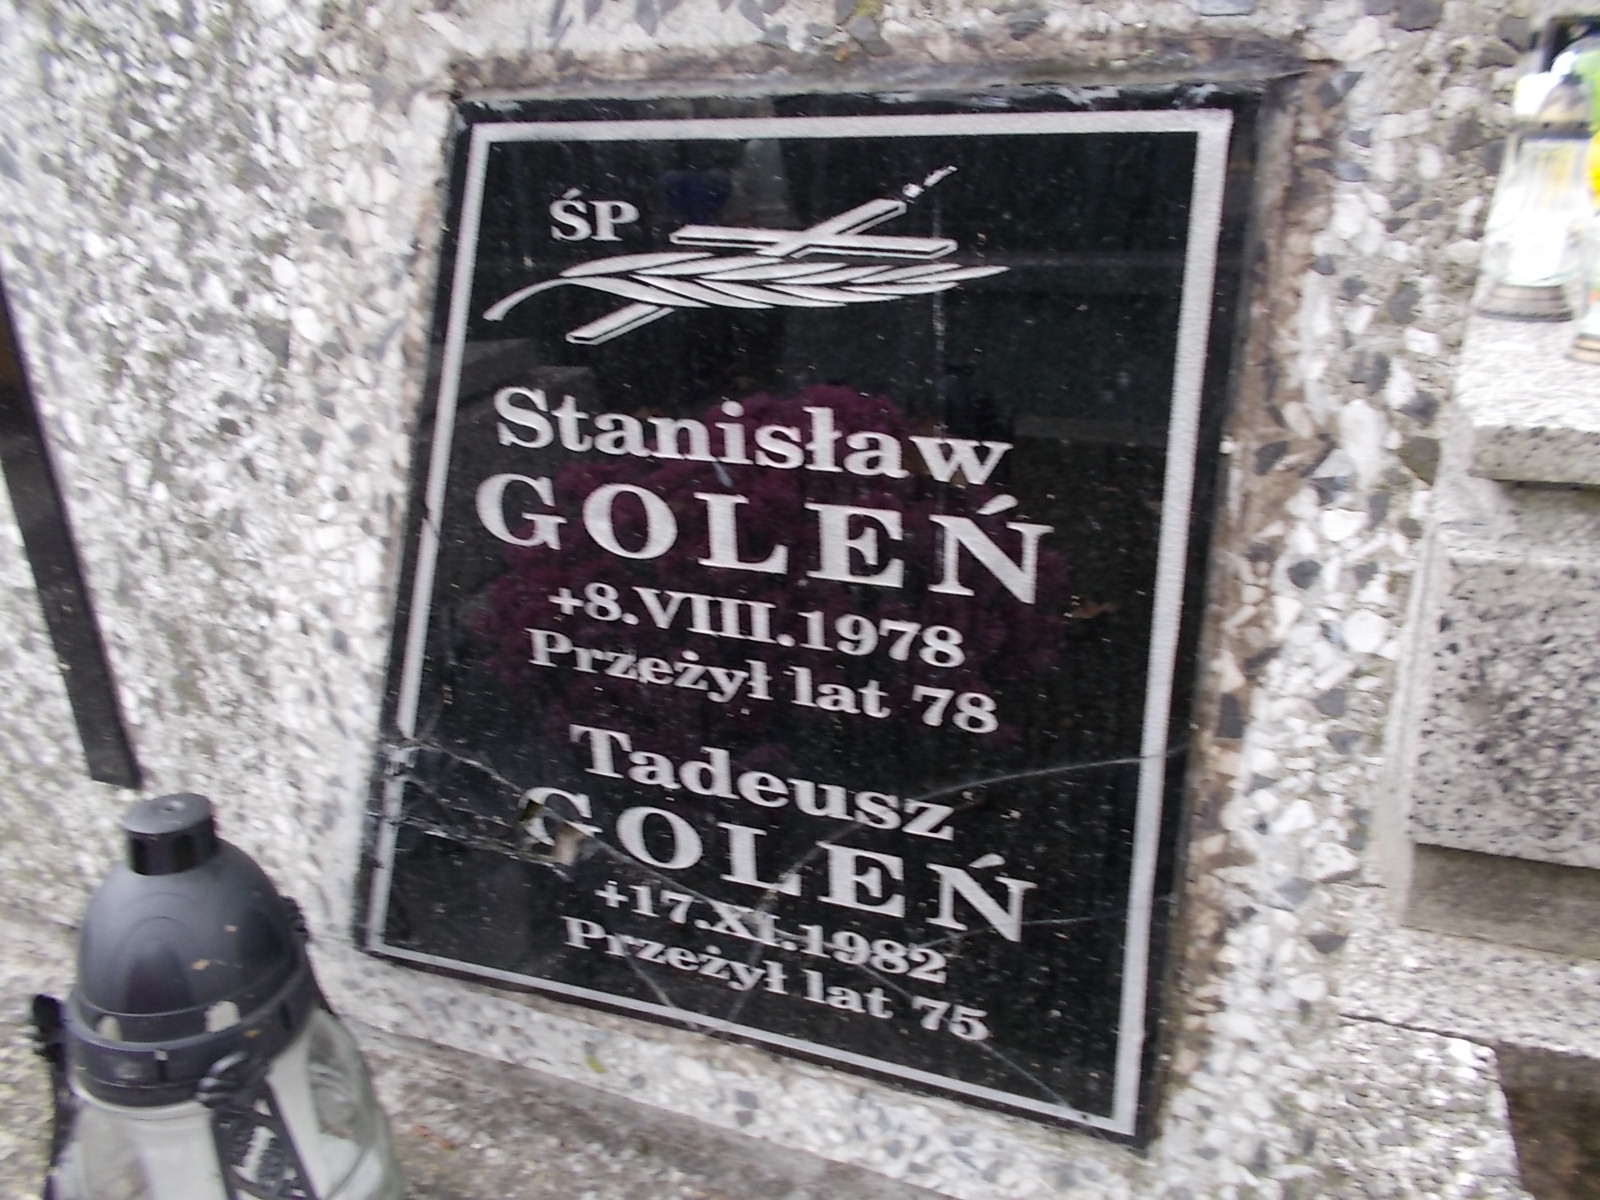 ŚP
Stanisław
GOLEŃ
+8.VIII.1978
Przeżył lat 78
Tadeusz
GOLEŃ
+17.XI.1982
Przeżył lat 75